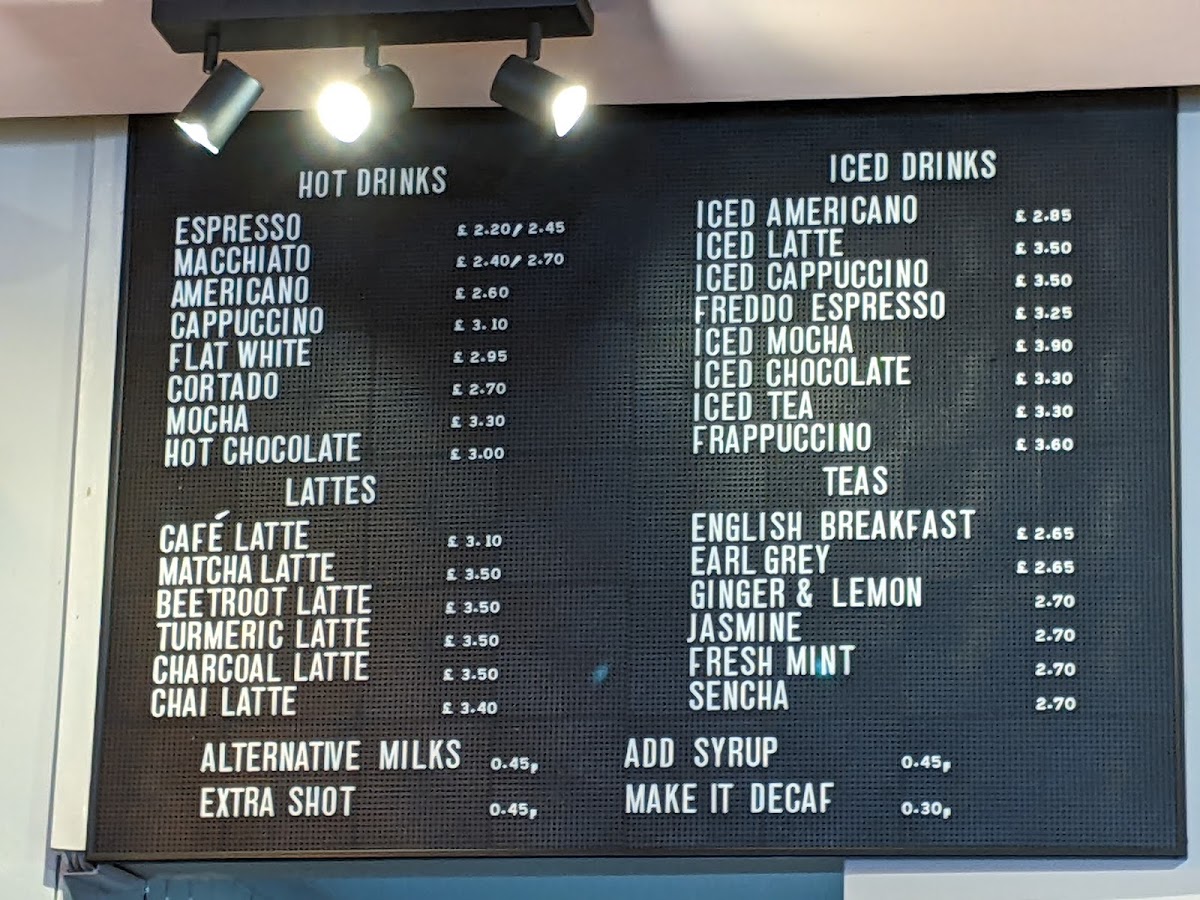 HOT DRINKS
ESPRESSO £ 2.20/ 2.45
MACCHIATO £ 2.40/ 2.70
AMERICANO £ 2.60
CAPPUCCINO £ 3.10
FLAT WHITE £ 2.95
CORTADO £ 2.70
MOCHA £ 3.30
HOT CHOCOLATE £ 3.00
LATTES
CAFÉ LATTE £ 3.10
MATCHA LATTE £ 3.50
BEETROOT LATTE £ 3.50
TURMERIC LATTE £ 3.50
CHARCOAL LATTE £ 3.50
CHAI LATTE £ 3.40
ICED DRINKS
ICED AMERICANO £ 2.85
ICED LATTE £ 3.50
ICED CAPPUCCINO £ 3.50
FREDDO ESPRESSO £ 3.25
ICED MOCHA £ 3.90
ICED CHOCOLATE £ 3.30
ICED TEA £ 3.30
FRAPPUCCINO £ 3.60
TEAS
ENGLISH BREAKFAST £ 2.65
EARL GREY £ 2.65
GINGER & LEMON 2.70
JASMINE 2.70
FRESH MINT 2.70
SENCHA 2.70
ALTERNATIVE MILKS 0.45p
EXTRA SHOT 0.45p
ADD SYRUP 0.45p
MAKE IT DECAF 0.30p